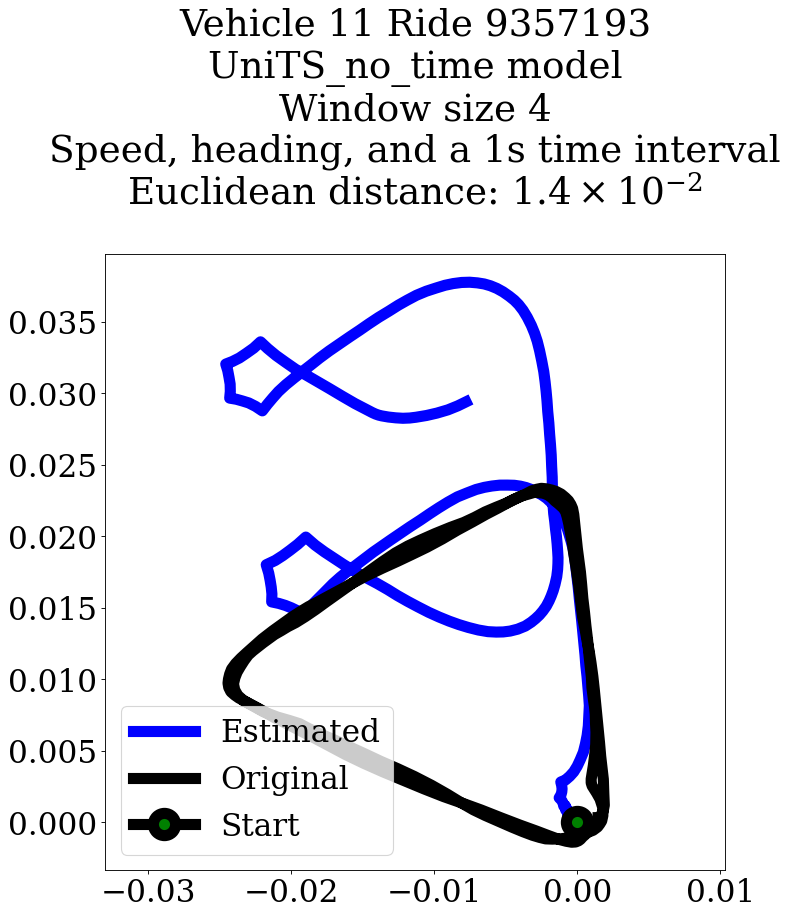 Vehicle 11 Ride 9357193
UniTS_no_time model
Window size 4
Speed, heading, and a 1s time interval
Euclidean distance: 1.4 × 10⁻²
0.035
0.030
0.025
0.020
0.015
0.010
0.005
0.000
Estimated
Original
Start
−0.03 −0.02 −0.01 0.00 0.01